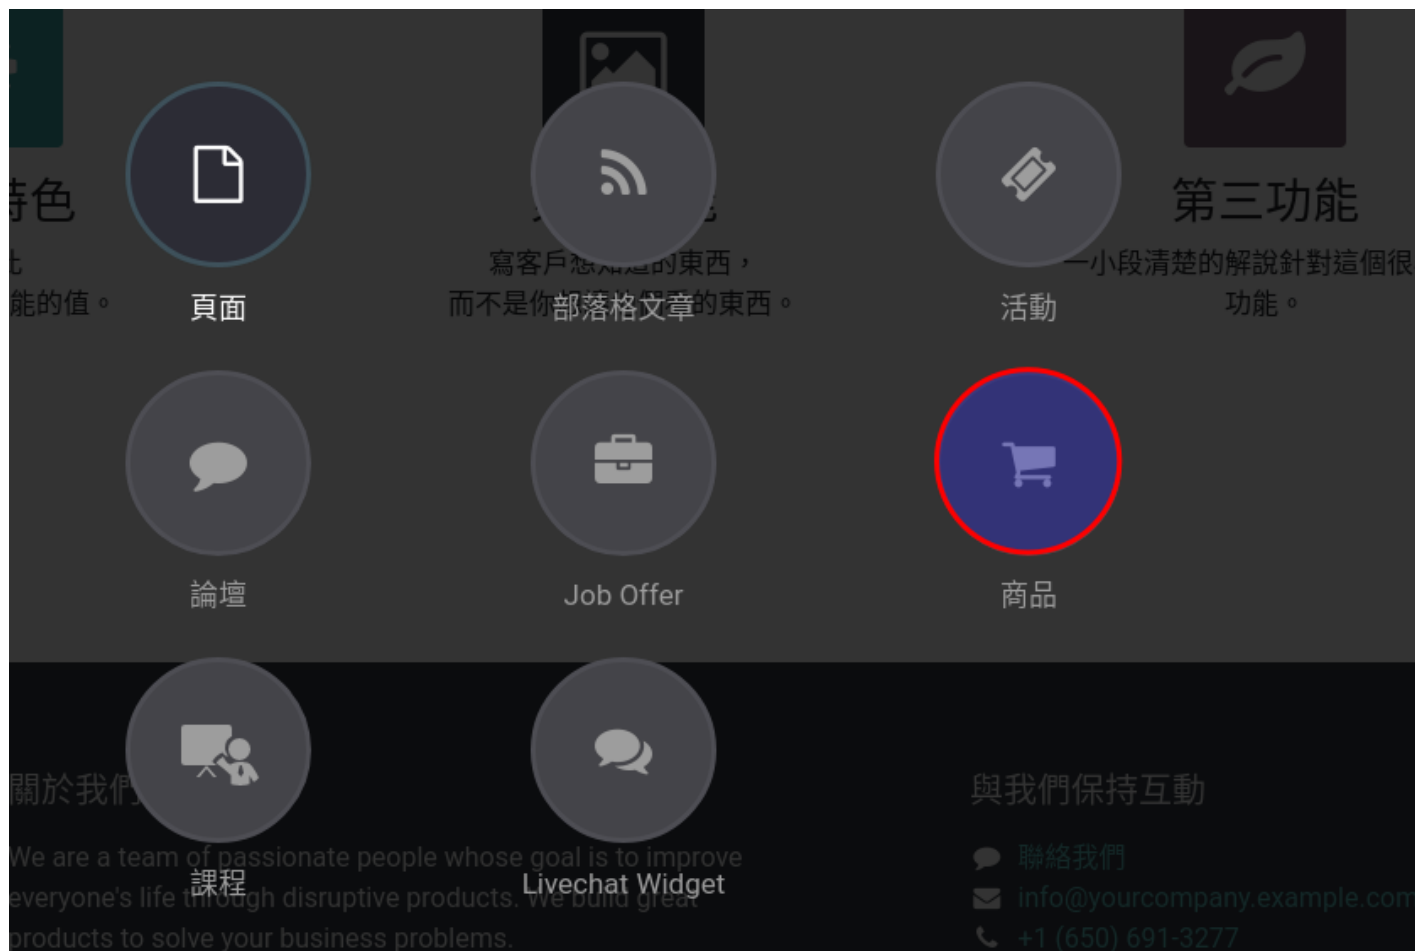 特色
第三功能
寫客戶想知道的東西，
一小段清楚的解說針對這個很
能的值。
而不是你
的東西。
功能。
頁面
部落格文章
活動
論壇
Job Offer
商品
關於我們
與我們保持互動
We are a team of passionate people whose goal is to improve
everyone's life through disruptive products. We build great
products to solve your business problems.
聯絡我們
info@yourcompany.example.com
+1 (650) 691-3277
課程
Livechat Widget